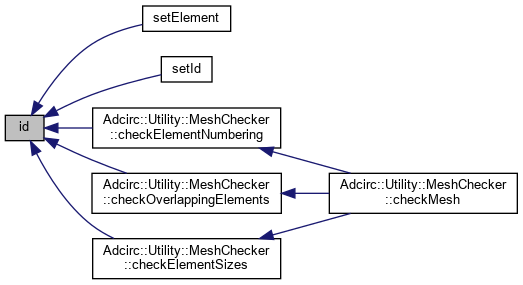 setElement
setId
id
Adcirc::Utility::MeshChecker
::checkElementNumbering
Adcirc::Utility::MeshChecker
::checkOverlappingElements
Adcirc::Utility::MeshChecker
::checkMesh
Adcirc::Utility::MeshChecker
::checkElementSizes